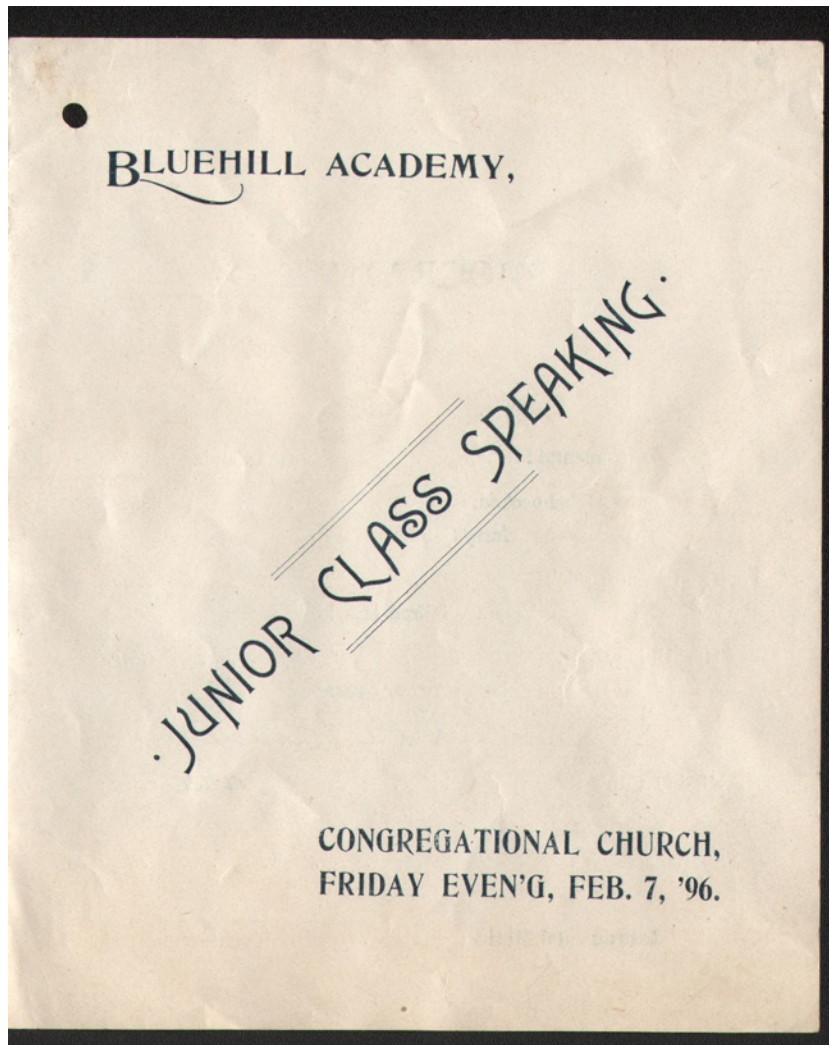 BLUEHILL ACADEMY,
· JUNIOR CLASS SPEAKING ·
CONGREGATIONAL CHURCH,
FRIDAY EVEN'G, FEB. 7, '96.